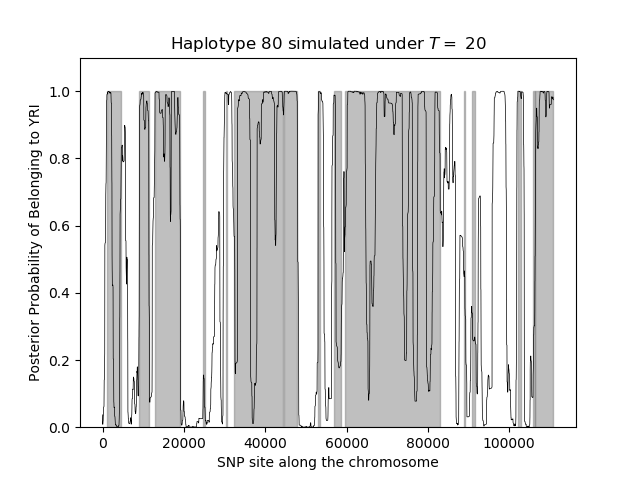 Haplotype 80 simulated under T = 20
Posterior Probability of Belonging to YRI
1.0
0.8
0.6
0.4
0.2
0.0
0 20000 40000 60000 80000 100000
SNP site along the chromosome